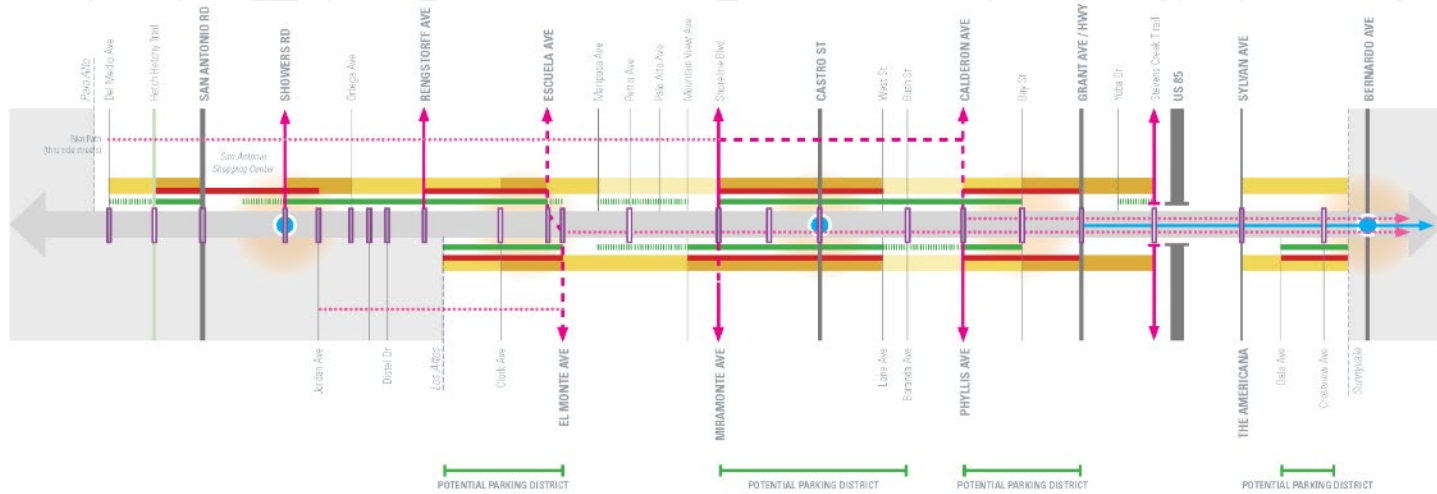 Palo Alto
Del Medio Ave
Hetch Hetchy Trail
SAN ANTONIO RD
SHOWERS RD
Ortega Ave
RENGSTORFF AVE
ESCUELA AVE
Mariposa Ave
Pettis Ave
Palo Alto Ave
Mountain View Ave
Shoreline Blvd
CASTRO ST
West St
Bush St
CALDERON AVE
Bay St
GRANT AVE / HWY
Yuba Dr
Stevens Creek Trail
US 85
SYLVAN AVE
BERNARDO AVE
(thru side streets)
San Antonio
Shopping Center
Jordan Ave
Distel Dr
Los Altos
Clark Ave
EL MONTE AVE
MIRAMONTE AVE
Lane Ave
Boranda Ave
PHYLLIS AVE
THE AMERICANA
Dale Ave
Crestview Ave
Sunnyvale
POTENTIAL PARKING DISTRICT
POTENTIAL PARKING DISTRICT
POTENTIAL PARKING DISTRICT
POTENTIAL PARKING DISTRICT